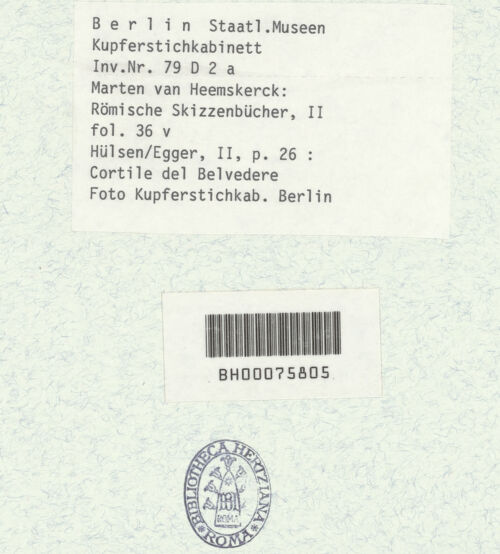 B e r l i n Staatl.Museen
Kupferstichkabinett
Inv.Nr. 79 D 2 a
Marten van Heemskerck:
Römische Skizzenbücher, II
fol. 36 v
Hülsen/Egger, II, p. 26 :
Cortile del Belvedere
Foto Kupferstichkab. Berlin
BH00075805
BIBLIOTHECA HERTZIANA
ROMA
ROMA